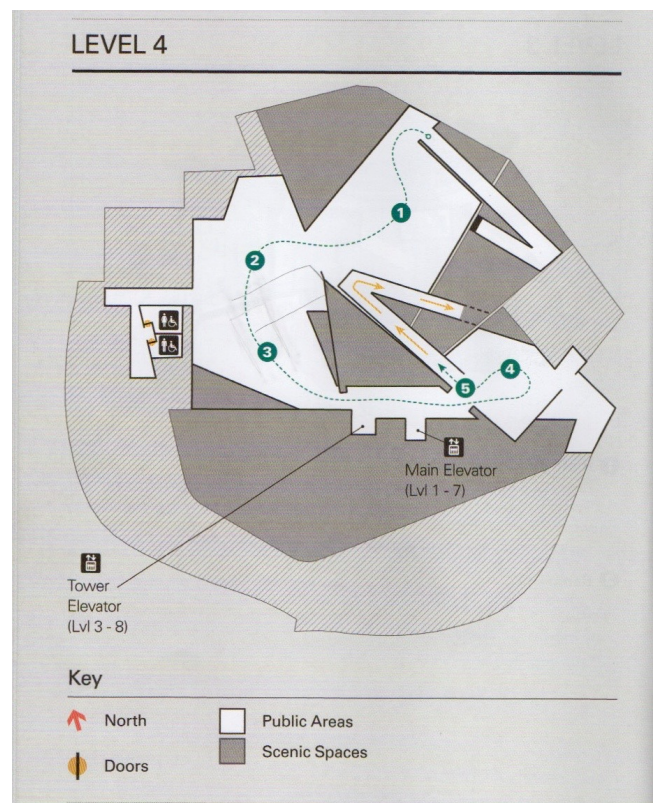 LEVEL 4
1
2
3
4
5
Main Elevator
(Lvl 1 - 7)
Tower
Elevator
(Lvl 3 - 8)
Key
North
Public Areas
Scenic Spaces
Doors